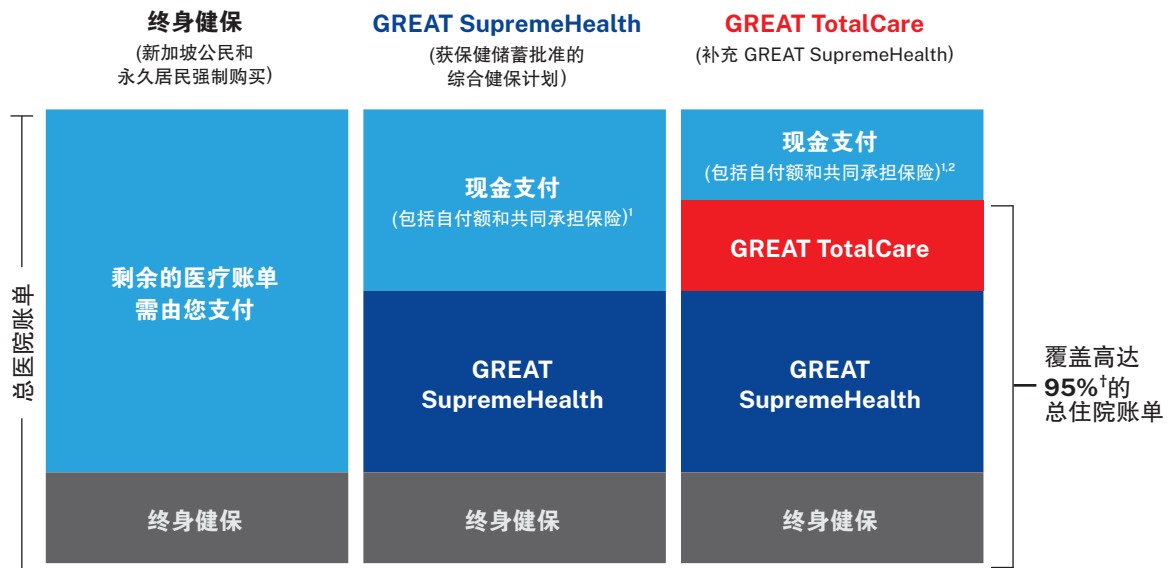 终身健保
(新加坡公民和
永久居民强制购买)
GREAT SupremeHealth
(获保健储蓄批准的
综合健保计划)
GREAT TotalCare
(补充 GREAT SupremeHealth)
总医院账单
剩余的医疗账单
需由您支付
终身健保
现金支付
(包括自付额和共同承担保险)¹
GREAT
SupremeHealth
终身健保
现金支付
(包括自付额和共同承担保险)¹,²
GREAT TotalCare
GREAT
SupremeHealth
终身健保
覆盖高达
95%†的
总住院账单